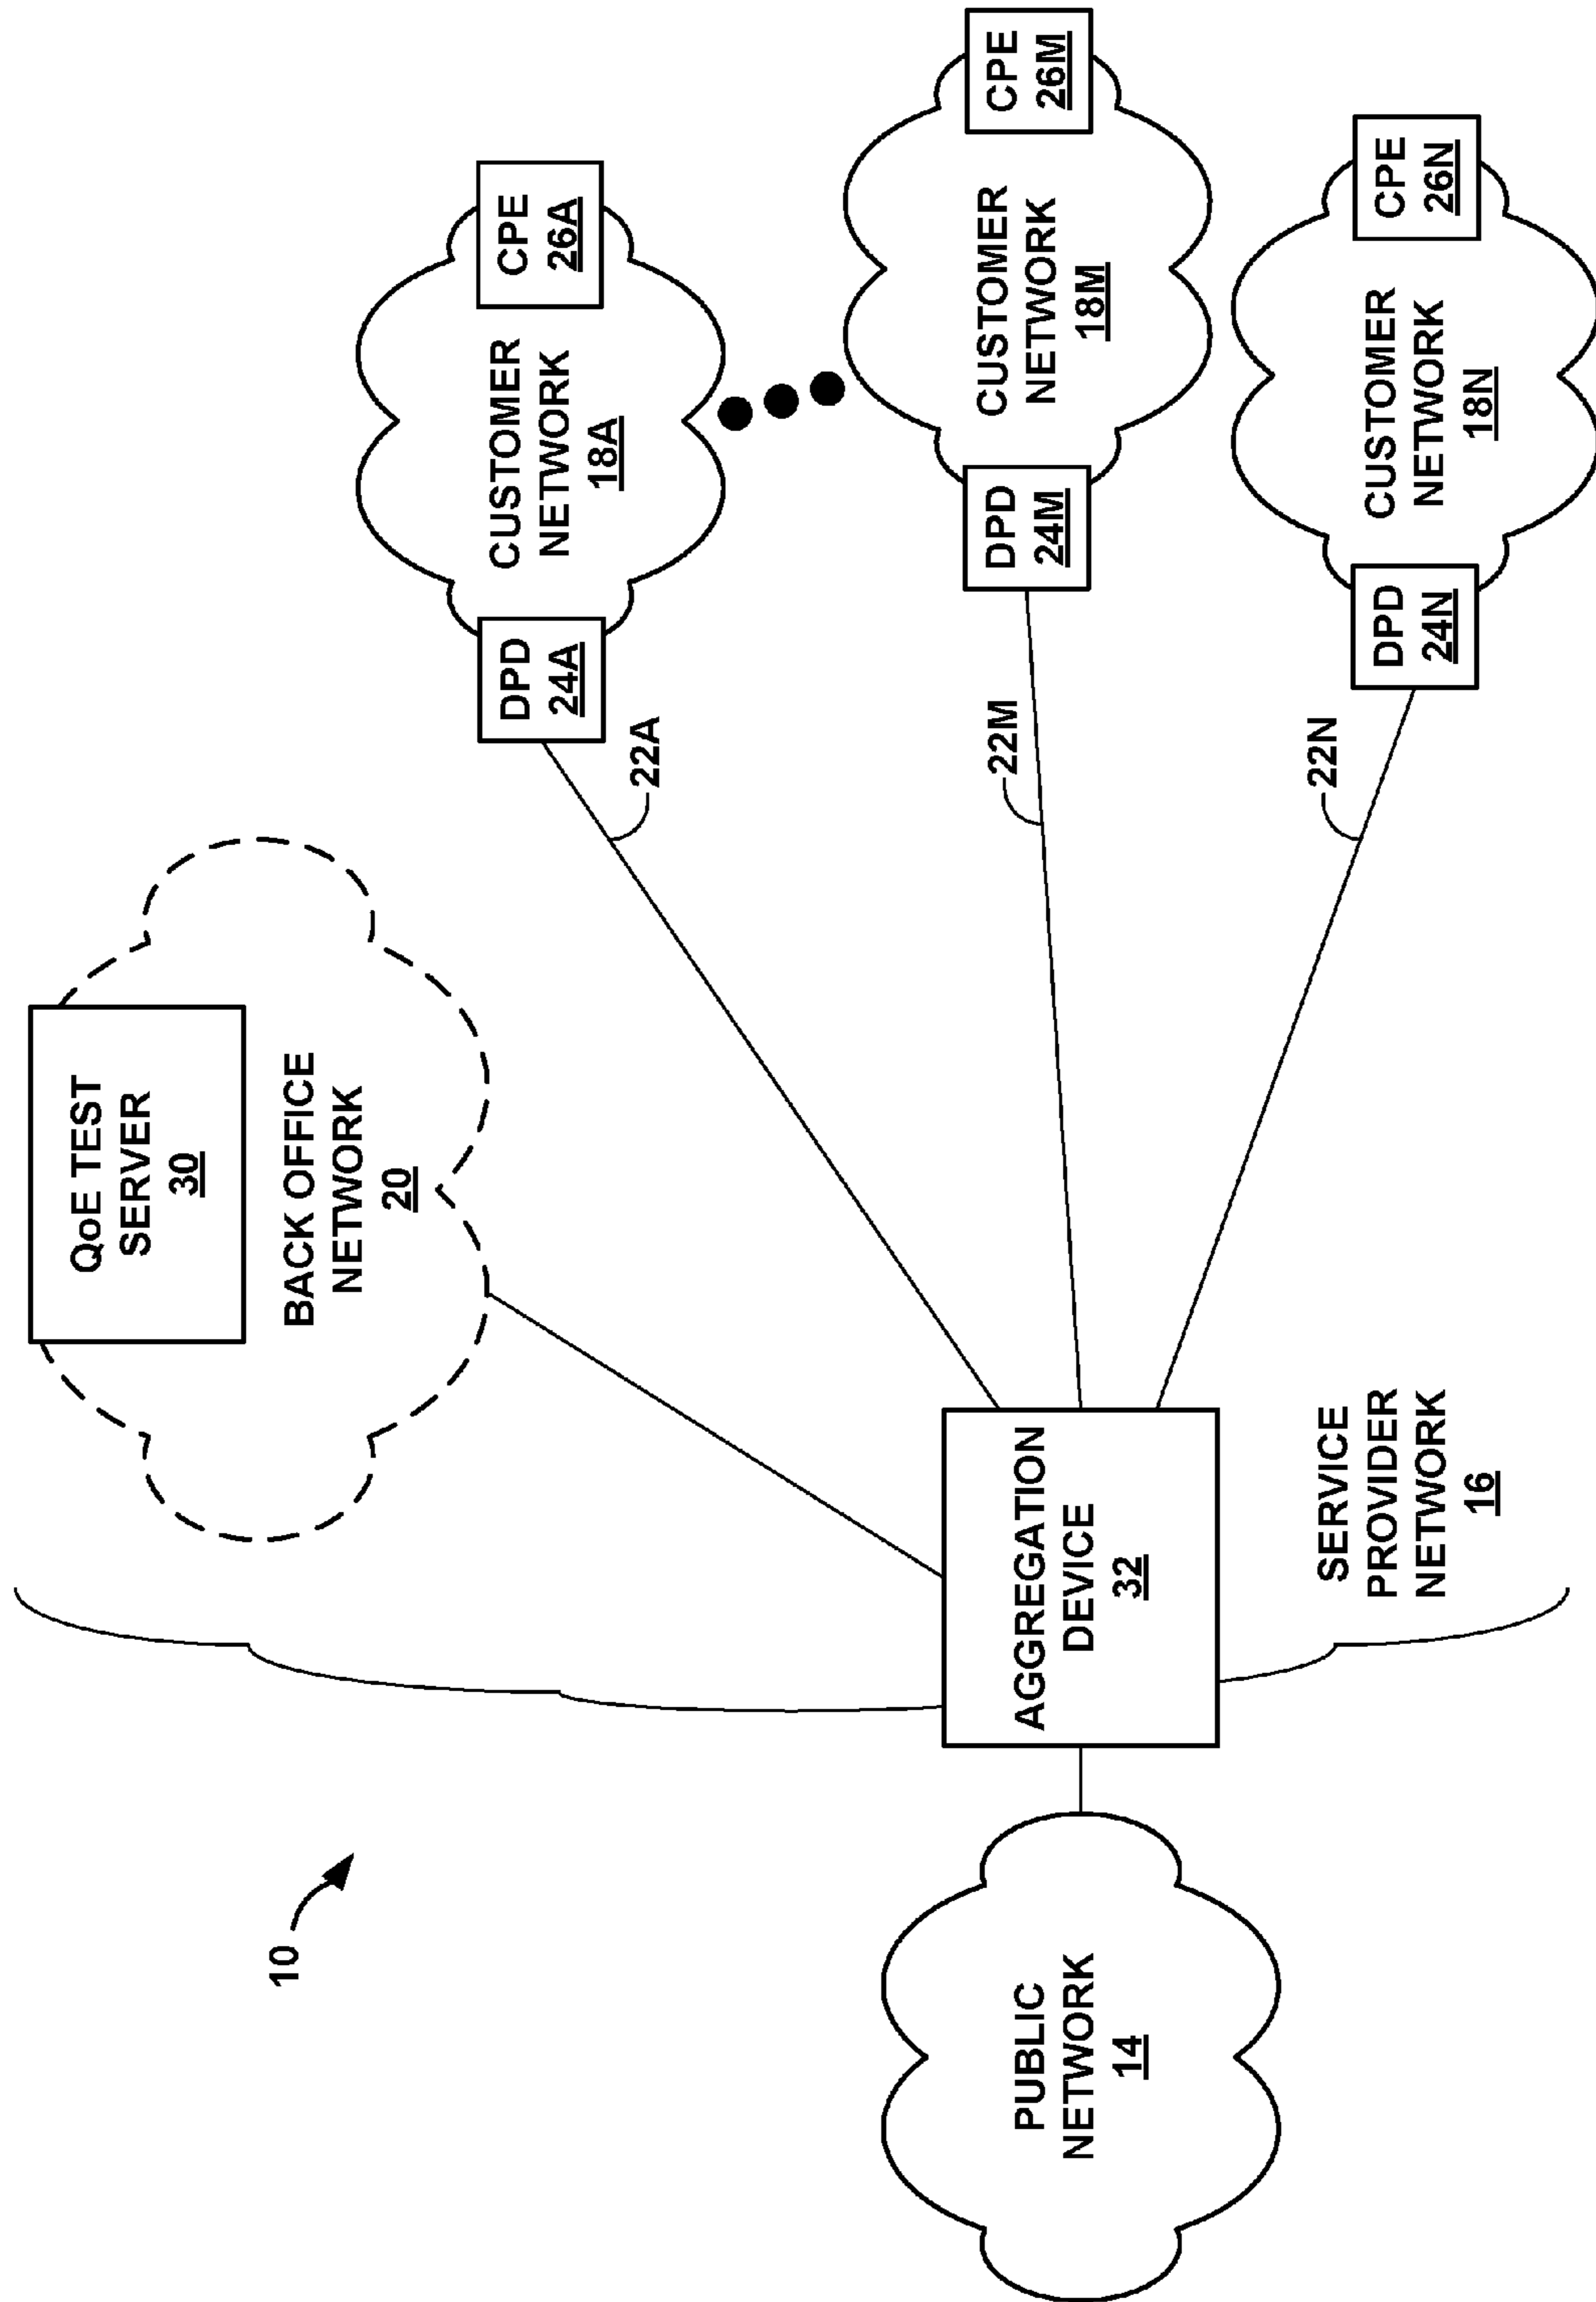 10
QoE TEST
SERVER
30
BACK OFFICE
NETWORK
20
CUSTOMER
NETWORK
18A
DPD
24A
CPE
26A
22A
CUSTOMER
NETWORK
18M
DPD
24M
CPE
26M
22M
CUSTOMER
NETWORK
18N
DPD
24N
CPE
26N
22N
PUBLIC
NETWORK
14
AGGREGATION
DEVICE
32
SERVICE
PROVIDER
NETWORK
16